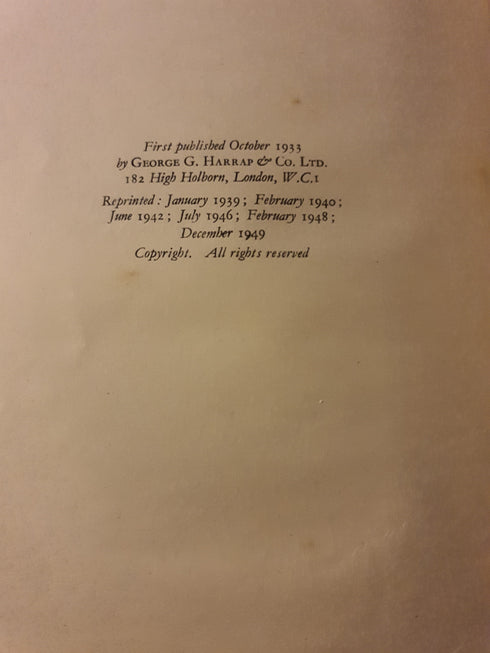 First published October 1933
by GEORGE G. HARRAP & CO. LTD.
182 High Holborn, London, W.C.1
Reprinted: January 1939; February 1940;
June 1942; July 1946; February 1948;
December 1949
Copyright. All rights reserved